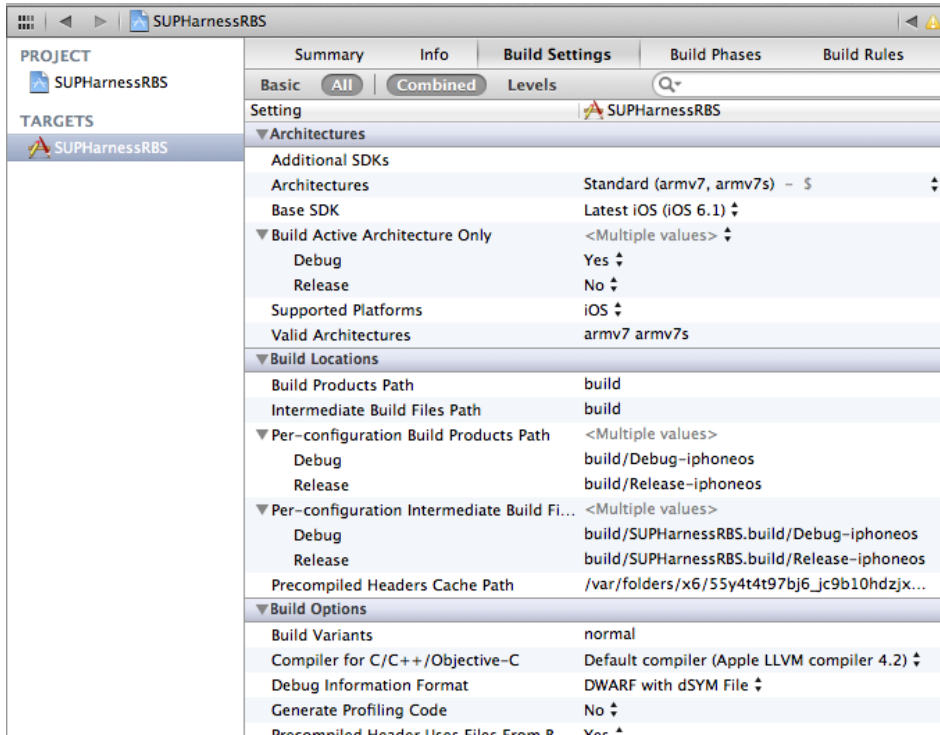 SUPHarnessRBS
PROJECT
SUPHarnessRBS
TARGETS
SUPHarnessRBS
Summary Info Build Settings Build Phases Build Rules
Basic All Combined Levels
Setting SUPHarnessRBS
Architectures
Additional SDKs
Architectures Standard (armv7, armv7s) – $
Base SDK Latest iOS (iOS 6.1)
Build Active Architecture Only <Multiple values>
Debug Yes
Release No
Supported Platforms iOS
Valid Architectures armv7 armv7s
Build Locations
Build Products Path build
Intermediate Build Files Path build
Per-configuration Build Products Path <Multiple values>
Debug build/Debug-iphoneos
Release build/Release-iphoneos
Per-configuration Intermediate Build Fi... <Multiple values>
Debug build/SUPHarnessRBS.build/Debug-iphoneos
Release build/SUPHarnessRBS.build/Release-iphoneos
Precompiled Headers Cache Path /var/folders/x6/55y4t4t97bj6_jc9b10hdzjx...
Build Options
Build Variants normal
Compiler for C/C++/Objective-C Default compiler (Apple LLVM compiler 4.2)
Debug Information Format DWARF with dSYM File
Generate Profiling Code No
Precompiled Header Uses Files From B... Yes